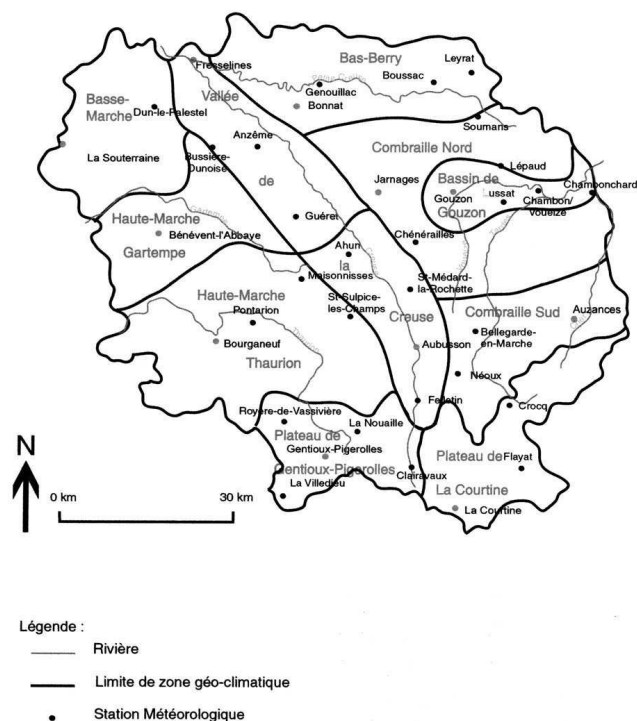 Bas-Berry
Leyrat
Boussac
Fresselines
Genouillac
Bonnat
Vallée
Basse-
Marche
Dun-le-Palestel
Soumans
Anzême
Combraille Nord
La Souterraine
Bussière-
Dunoise
Lépaud
de
Jarnages
Bassin de
Lussat
Chambonchard
Gouzon
Gouzon
Chambon/
Voueize
Haute-Marche
Guéret
Bénévent-l'Abbaye
Gartempe
Chénérailles
Ahun
la
Maisonnisses
St-Médard-
la-Rochette
Haute-Marche
St-Sulpice-
les-Champs
Combraille Sud
Auzances
Pontarion
Creuse
Bellegarde-
en-Marche
Bourganeuf
Aubusson
Thaurion
Néoux
Felletin
Crocq
Royère-de-Vassivière
La Nouaille
Plateau de
Gentioux-Pigerolles
Gentioux-Pigerolles
Plateau de
Flayat
Clairavaux
La Villedieu
La Courtine
La Courtine
N
0 km
30 km
Légende :
Rivière
Limite de zone géo-climatique
Station Météorologique